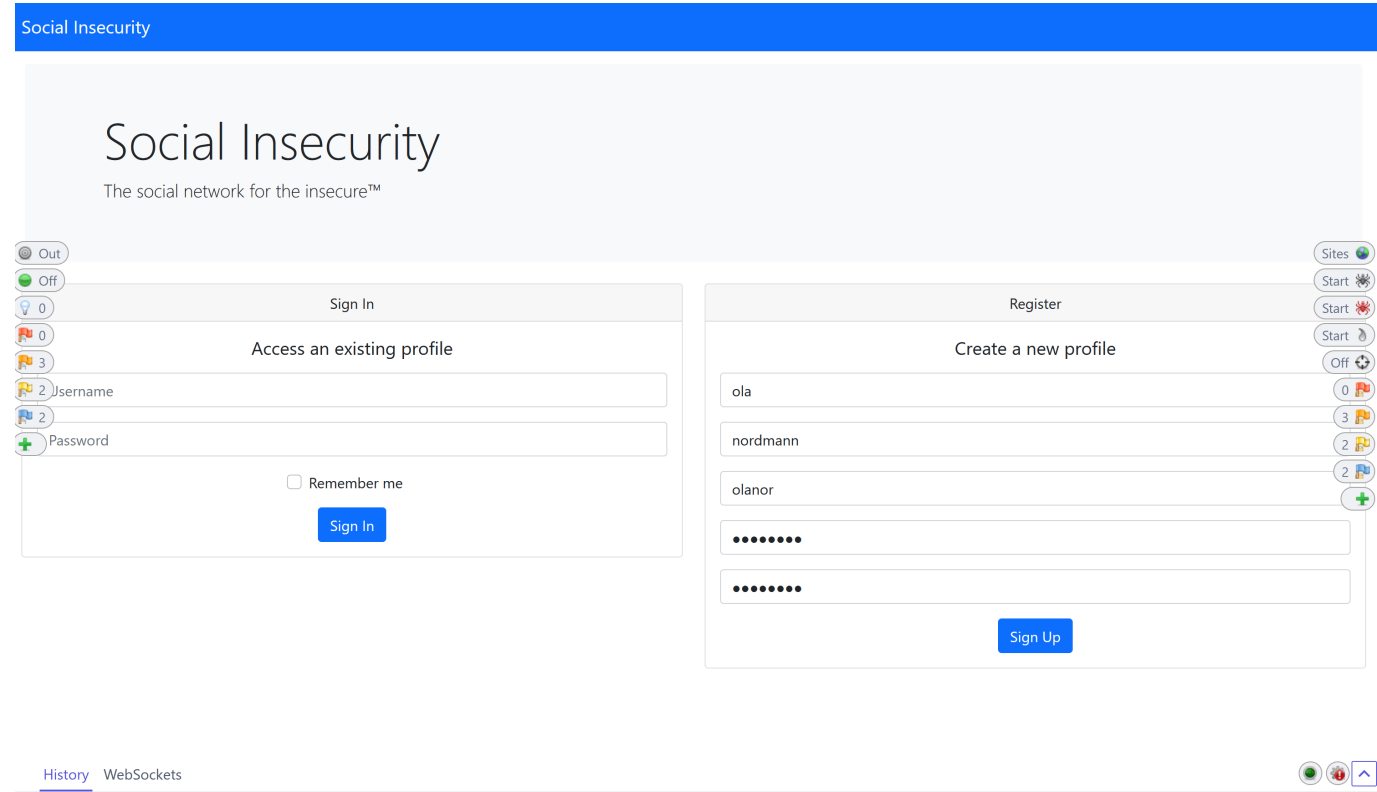 Social Insecurity
Social Insecurity
The social network for the insecure™
Out
Off
0
0
3
2
2
Sites
Start
Start
Start
Off
0
3
2
2
Sign In
Access an existing profile
Username
Password
Remember me
Sign In
Register
Create a new profile
ola
nordmann
olanor
••••••••
••••••••
Sign Up
History WebSockets